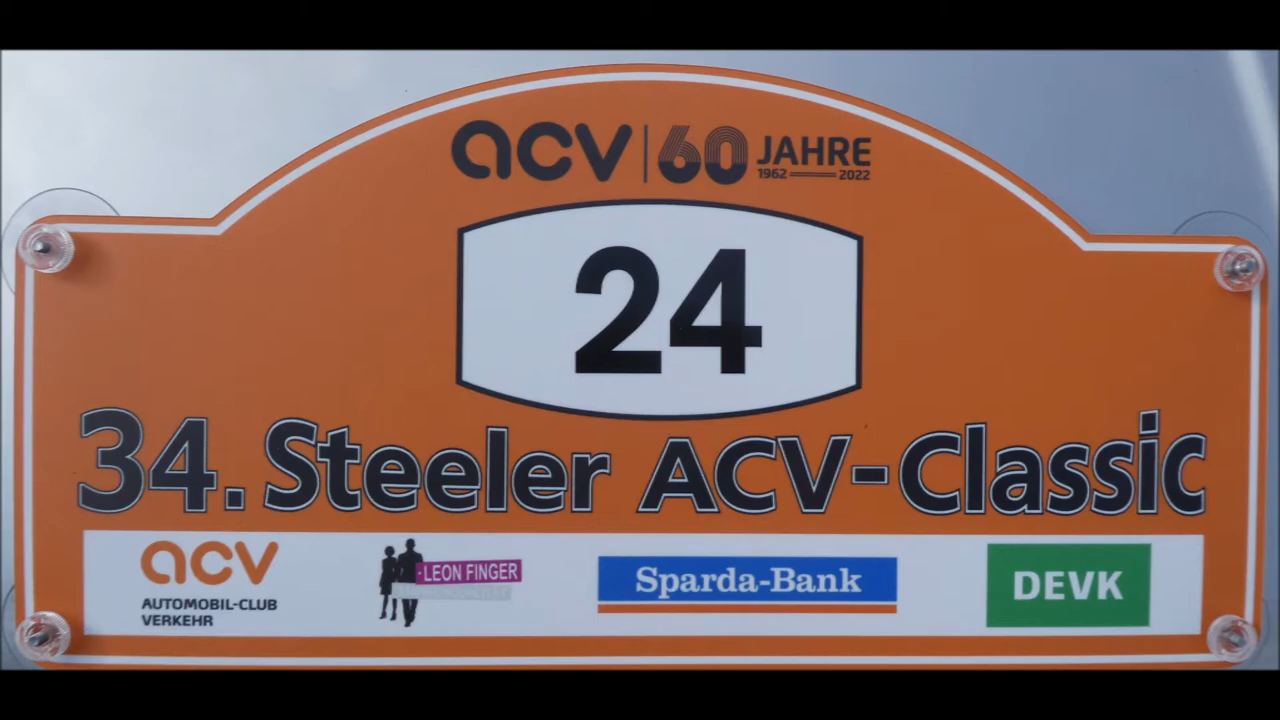 acv 60 JAHRE
1962 2022
24
34. Steeler ACV-Classic
acv
AUTOMOBIL-CLUB
VERKEHR
LEON FINGER
Sparda-Bank
DEVK